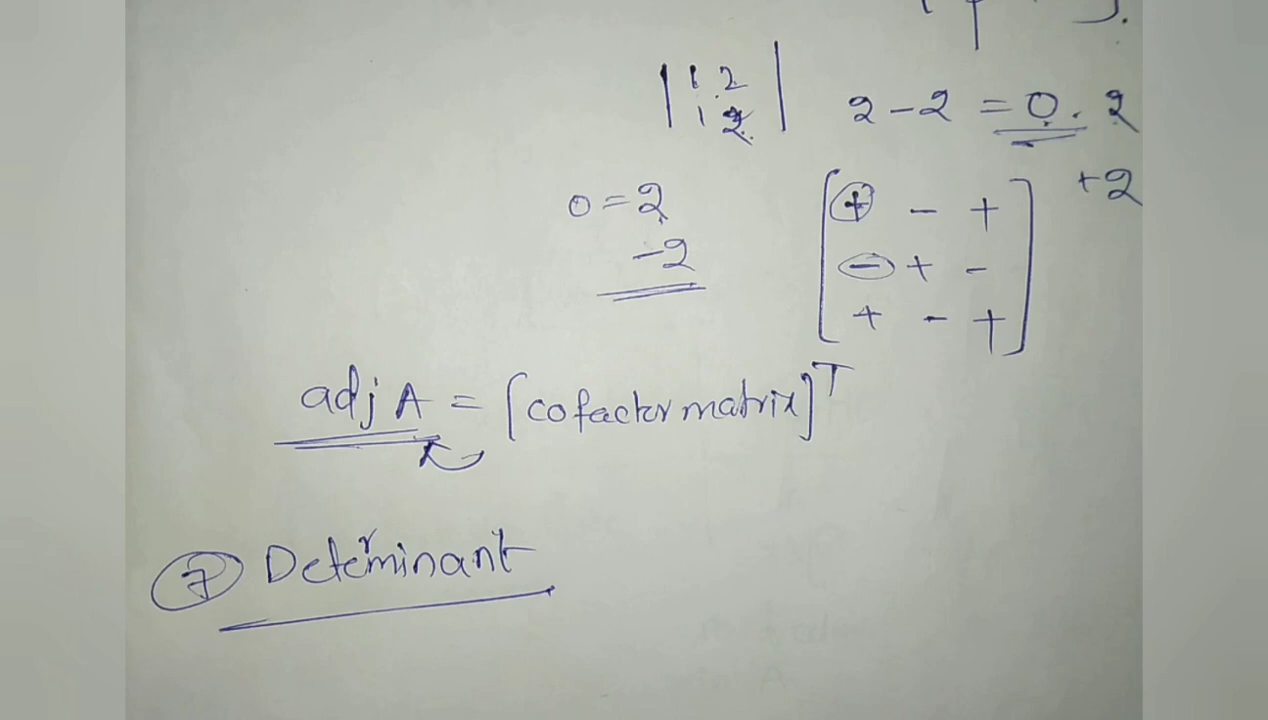 | 1 2 |
| 1 2 | 2 - 2 = 0. 2
+2
0 = 2
-2
[ + - +
- + -
+ - + ]
adj A = [cofactor matrix]ᵀ
7 Determinant